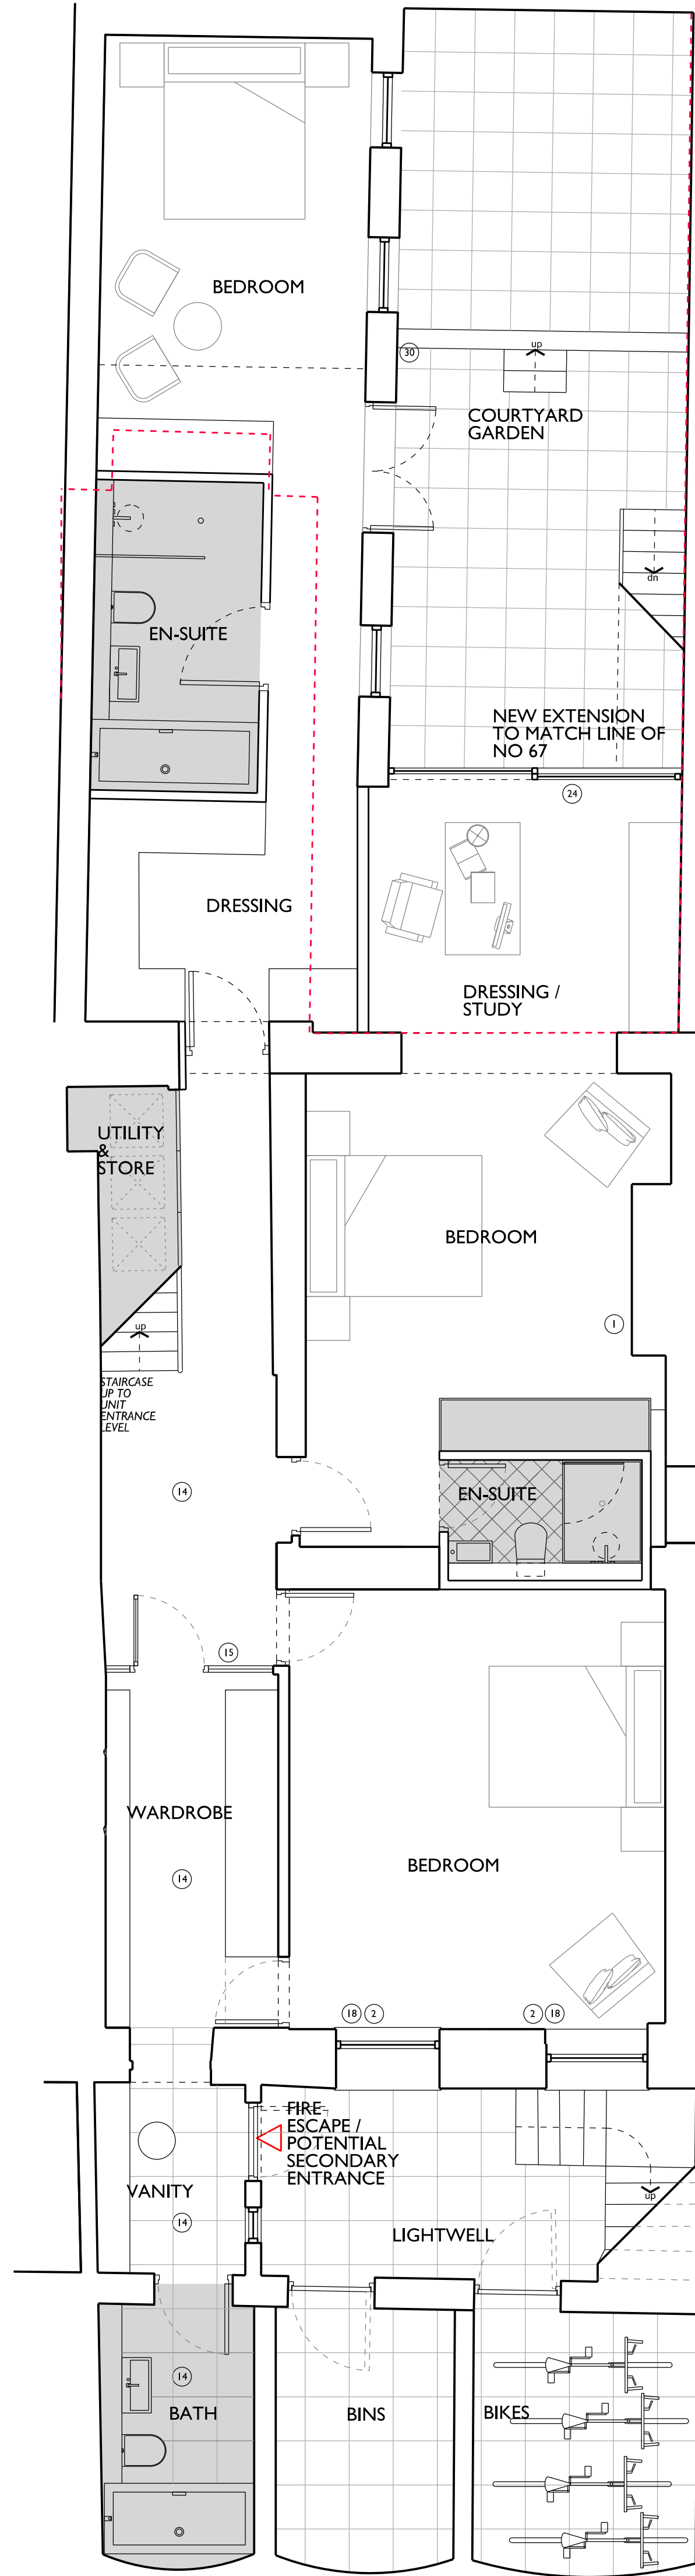 BEDROOM
up
30
COURTYARD
GARDEN
up
EN-SUITE
NEW EXTENSION
TO MATCH LINE OF
NO 67
24
DRESSING
DRESSING /
STUDY
UTILITY
&
STORE
BEDROOM
1
up
STAIRCASE
UP TO
UNIT
ENTRANCE
LEVEL
14
EN-SUITE
15
WARDROBE
14
BEDROOM
18
2
2
18
FIRE
ESCAPE /
POTENTIAL
SECONDARY
ENTRANCE
VANITY
up
14
LIGHTWELL
14
BATH
BINS
BIKES